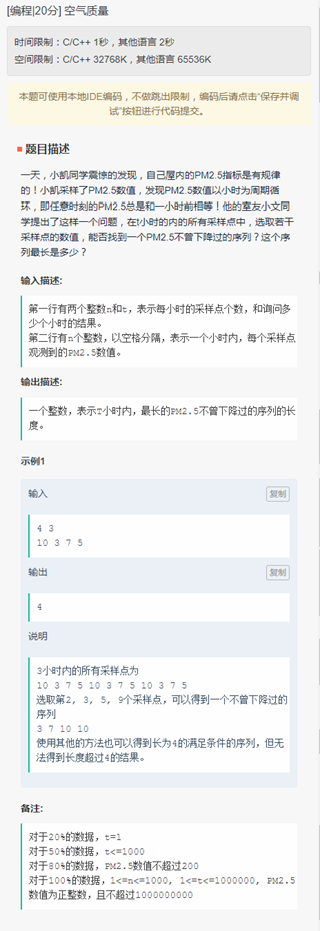 [编程|20分] 空气质量
时间限制：C/C++ 1秒，其他语言 2秒
空间限制：C/C++ 32768K，其他语言 65536K
本题可使用本地IDE编码，不做跳出限制，编码后请点击“保存并调
试”按钮进行代码提交。
题目描述
一天，小凯同学震惊的发现，自己屋内的PM2.5指标是有规律
的！小凯采样了PM2.5数值，发现PM2.5数值以小时为周期循
环，即任意时刻的PM2.5总是和一小时前相等！他的室友小文同
学提出了这样一个问题，在t小时的内的所有采样点中，选取若干
采样点的数值，能否找到一个PM2.5不曾下降过的序列？这个序
列最长是多少？
输入描述:
第一行有两个整数n和t，表示每小时的采样点个数，和询问多
少个小时的结果。
第二行有n个整数，以空格分隔，表示一个小时内，每个采样点
观测到的PM2.5数值。
输出描述:
一个整数，表示T小时内，最长的PM2.5不曾下降过的序列的长
度。
示例1
输入
复制
4 3
10 3 7 5
输出
复制
4
说明
3小时内的所有采样点为
10 3 7 5 10 3 7 5 10 3 7 5
选取第2, 3, 5, 9个采样点，可以得到一个不曾下降过的
序列
3 7 10 10
使用其他的方法也可以得到长为4的满足条件的序列，但无
法得到长度超过4的结果。
备注:
对于20%的数据，t=1
对于50%的数据，t<=1000
对于80%的数据，PM2.5数值不超过200
对于100%的数据，1<=n<=1000, 1<=t<=1000000, PM2.5
数值为正整数，且不超过1000000000